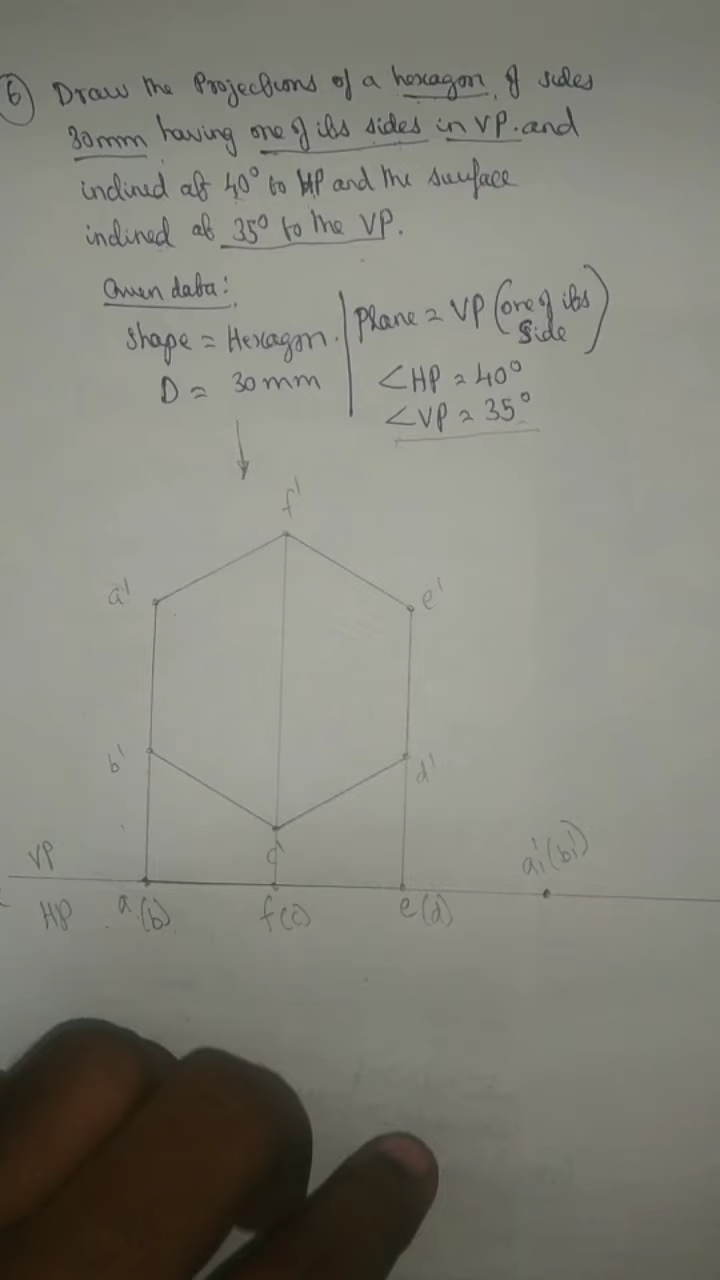 6 Draw the Projections of a hexagon of sides
30mm having one of its sides in VP. and
inclined at 40° to HP and the surface
inclined at 35° to the VP.
Given data:
Shape = Hexagon.
D = 30mm
Plane = VP (one of its
Side)
∠HP = 40°
∠VP = 35°
f'
a'
e'
b'
d'
c'
VP
HP
a(b)
f(c)
e(d)
a₁'(b₁')